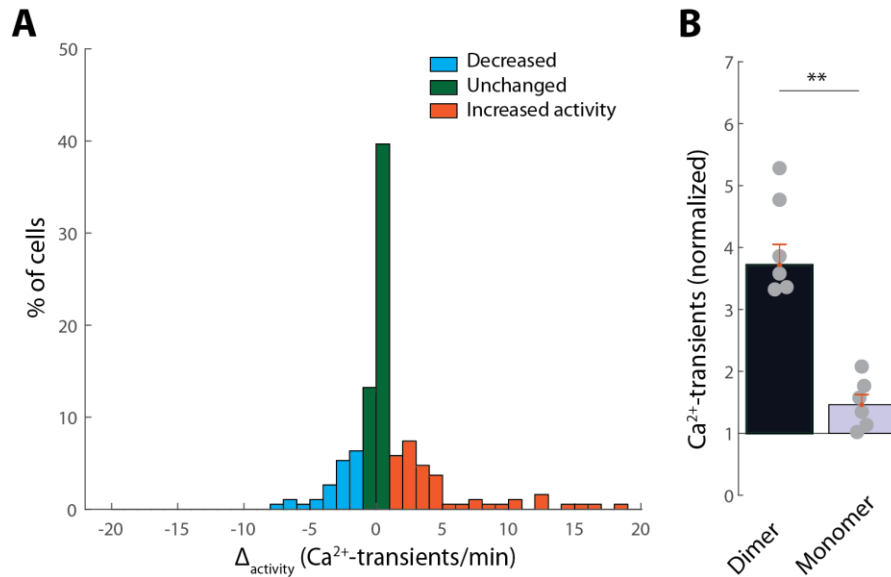 A
50
40
30
20
10
0
% of cells
Decreased
Unchanged
Increased activity
-20
-15
-10
-5
0
5
10
15
20
Δactivity (Ca²⁺-transients/min)
B
7
6
5
4
3
2
1
0
Ca²⁺-transients (normalized)
**
Dimer
Monomer